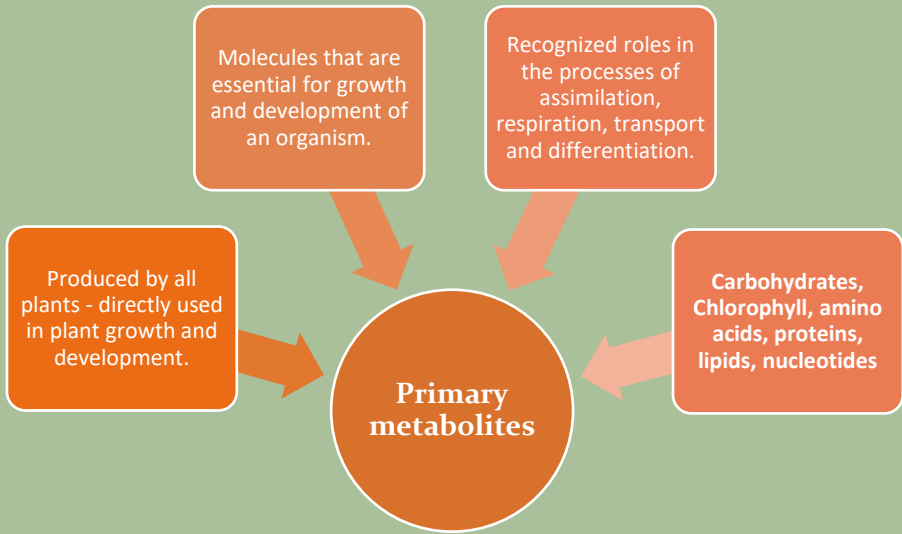 Molecules that are
essential for growth
and development of
an organism.
Recognized roles in
the processes of
assimilation,
respiration, transport
and differentiation.
Produced by all
plants - directly used
in plant growth and
development.
Carbohydrates,
Chlorophyll, amino
acids, proteins,
lipids, nucleotides
Primary
metabolites